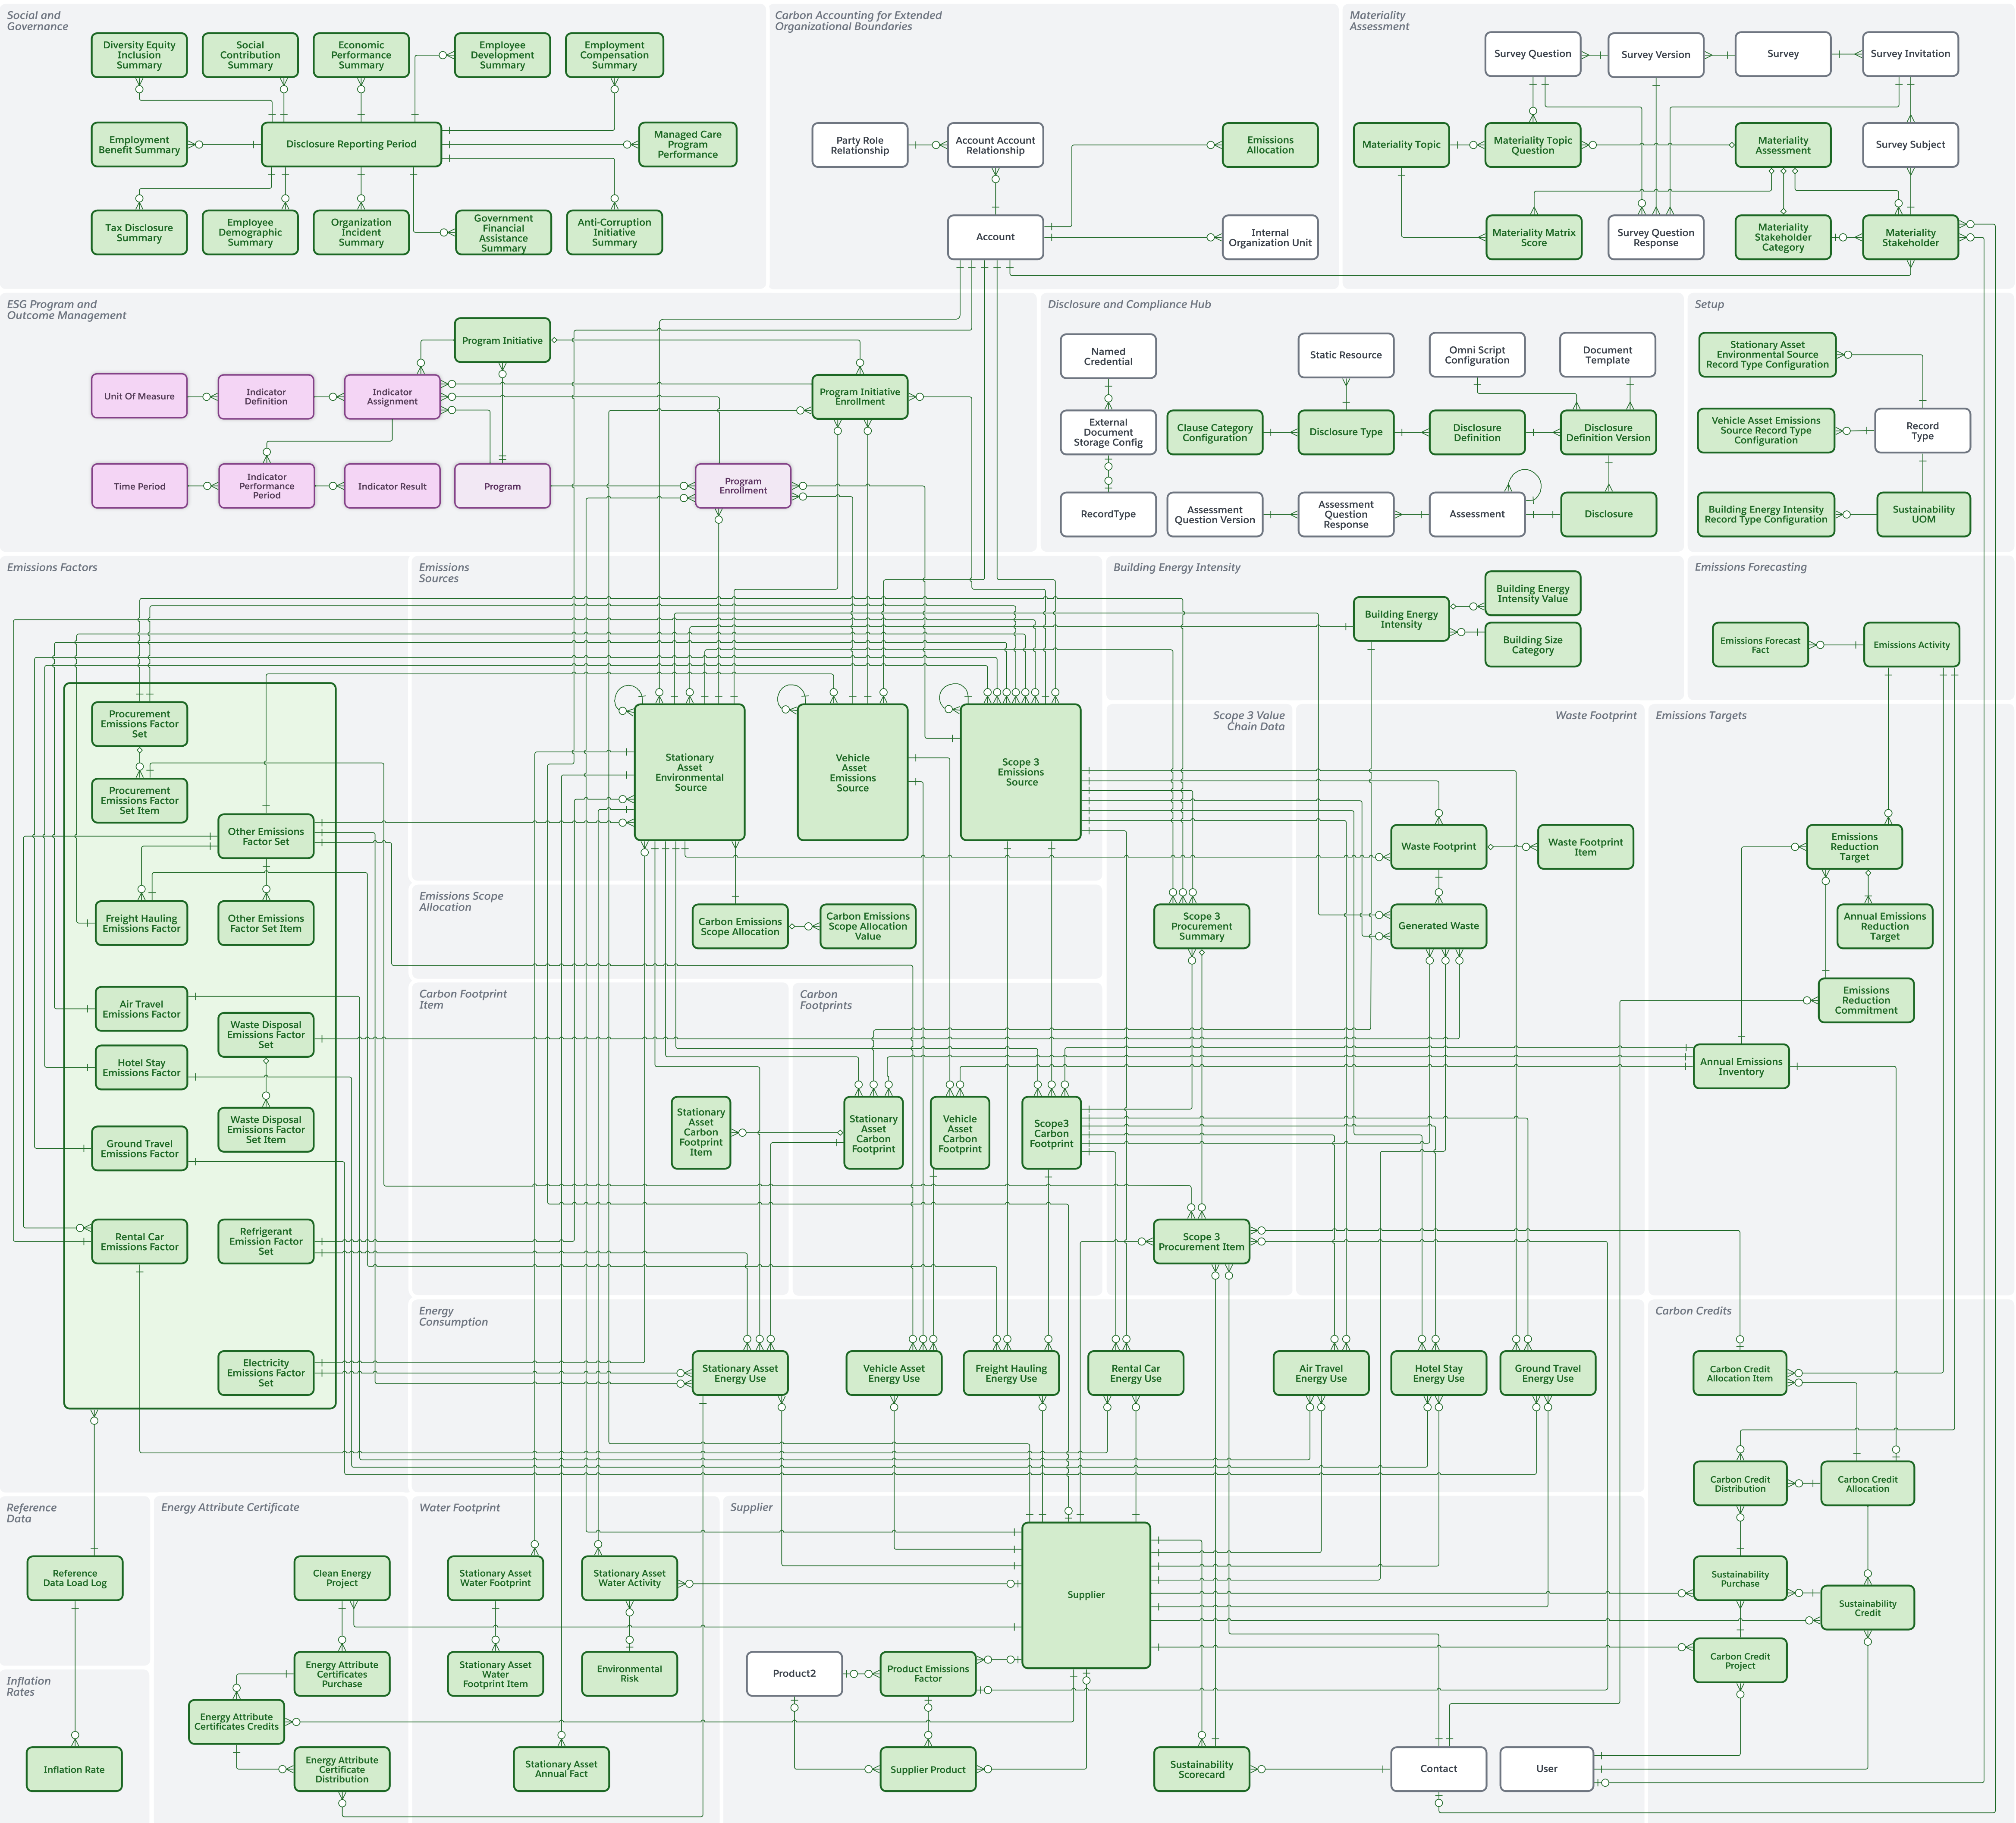 Social and
Governance
Diversity Equity
Inclusion
Summary
Social
Contribution
Summary
Economic
Performance
Summary
Employee
Development
Summary
Employment
Compensation
Summary
Employment
Benefit Summary
Disclosure Reporting Period
Managed Care
Program
Performance
Tax Disclosure
Summary
Employee
Demographic
Summary
Organization
Incident
Summary
Government
Financial
Assistance
Summary
Anti-Corruption
Initiative
Summary
Carbon Accounting for Extended
Organizational Boundaries
Party Role
Relationship
Account Account
Relationship
Emissions
Allocation
Account
Internal
Organization Unit
Materiality
Assessment
Survey Question
Survey Version
Survey
Survey Invitation
Materiality Topic
Materiality Topic
Question
Materiality
Assessment
Survey Subject
Materiality Matrix
Score
Survey Question
Response
Materiality
Stakeholder
Category
Materiality
Stakeholder
ESG Program and
Outcome Management
Program Initiative
Unit Of Measure
Indicator
Definition
Indicator
Assignment
Program Initiative
Enrollment
Time Period
Indicator
Performance
Period
Indicator Result
Program
Program
Enrollment
Disclosure and Compliance Hub
Named
Credential
Static Resource
Omni Script
Configuration
Document
Template
External
Document
Storage Config
Clause Category
Configuration
Disclosure Type
Disclosure
Definition
Disclosure
Definition Version
RecordType
Assessment
Question Version
Assessment
Question
Response
Assessment
Disclosure
Setup
Stationary Asset
Environmental Source
Record Type Configuration
Vehicle Asset Emissions
Source Record Type
Configuration
Record
Type
Building Energy Intensity
Record Type Configuration
Sustainability
UOM
Emissions Factors
Procurement
Emissions Factor
Set
Procurement
Emissions Factor
Set Item
Other Emissions
Factor Set
Freight Hauling
Emissions Factor
Other Emissions
Factor Set Item
Air Travel
Emissions Factor
Waste Disposal
Emissions Factor
Set
Hotel Stay
Emissions Factor
Waste Disposal
Emissions Factor
Set Item
Ground Travel
Emissions Factor
Rental Car
Emissions Factor
Refrigerant
Emission Factor
Set
Electricity
Emissions Factor
Set
Emissions
Sources
Stationary
Asset
Environmental
Source
Vehicle
Asset
Emissions
Source
Scope 3
Emissions
Source
Building Energy Intensity
Building Energy
Intensity
Building Energy
Intensity Value
Building Size
Category
Emissions Forecasting
Emissions Forecast
Fact
Emissions Activity
Emissions Scope
Allocation
Carbon Emissions
Scope Allocation
Carbon Emissions
Scope Allocation
Value
Scope 3 Value
Chain Data
Scope 3
Procurement
Summary
Scope 3
Procurement Item
Waste Footprint
Waste Footprint
Waste Footprint
Item
Generated Waste
Emissions Targets
Emissions
Reduction
Target
Annual Emissions
Reduction
Target
Emissions
Reduction
Commitment
Annual Emissions
Inventory
Carbon Footprint
Item
Stationary
Asset
Carbon
Footprint
Item
Carbon
Footprints
Stationary
Asset
Carbon
Footprint
Vehicle
Asset
Carbon
Footprint
Scope3
Carbon
Footprint
Energy
Consumption
Stationary Asset
Energy Use
Vehicle Asset
Energy Use
Freight Hauling
Energy Use
Rental Car
Energy Use
Air Travel
Energy Use
Hotel Stay
Energy Use
Ground Travel
Energy Use
Carbon Credits
Carbon Credit
Allocation Item
Carbon Credit
Distribution
Carbon Credit
Allocation
Sustainability
Purchase
Sustainability
Credit
Carbon Credit
Project
Reference
Data
Reference
Data Load Log
Inflation
Rates
Inflation Rate
Energy Attribute Certificate
Clean Energy
Project
Energy Attribute
Certificates
Purchase
Energy Attribute
Certificates Credits
Energy Attribute
Certificate
Distribution
Water Footprint
Stationary Asset
Water Footprint
Stationary Asset
Water Activity
Stationary Asset
Water
Footprint Item
Environmental
Risk
Stationary Asset
Annual Fact
Supplier
Supplier
Product2
Product Emissions
Factor
Supplier Product
Sustainability
Scorecard
Contact
User